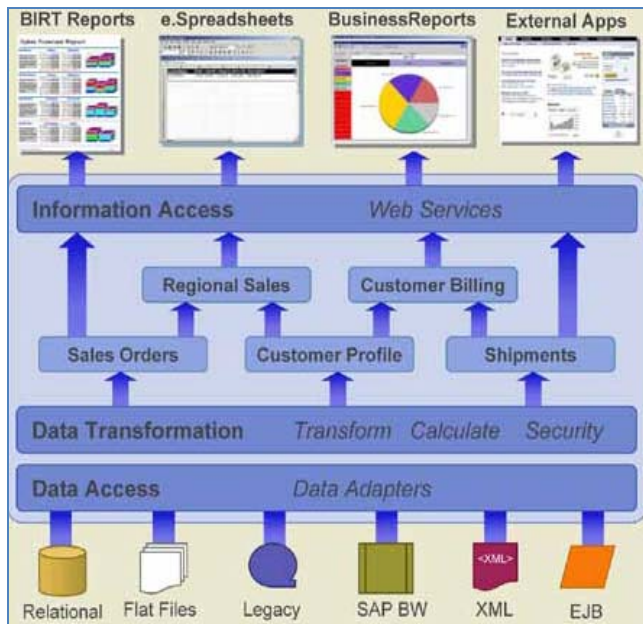 BIRT Reports e.Spreadsheets BusinessReports External Apps
Information Access Web Services
Regional Sales Customer Billing
Sales Orders Customer Profile Shipments
Data Transformation Transform Calculate Security
Data Access Data Adapters
<XML>
Relational Flat Files Legacy SAP BW XML EJB